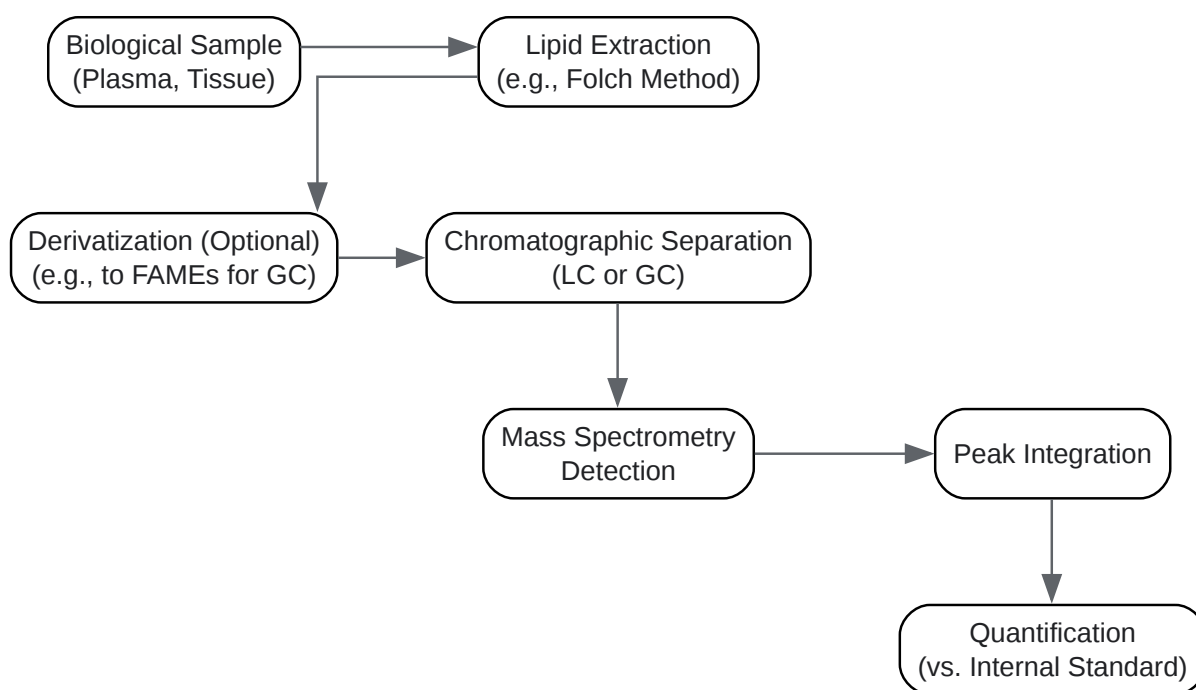 Biological Sample
(Plasma, Tissue)
Lipid Extraction
(e.g., Folch Method)
Derivatization (Optional)
(e.g., to FAMEs for GC)
Chromatographic Separation
(LC or GC)
Mass Spectrometry
Detection
Peak Integration
Quantification
(vs. Internal Standard)